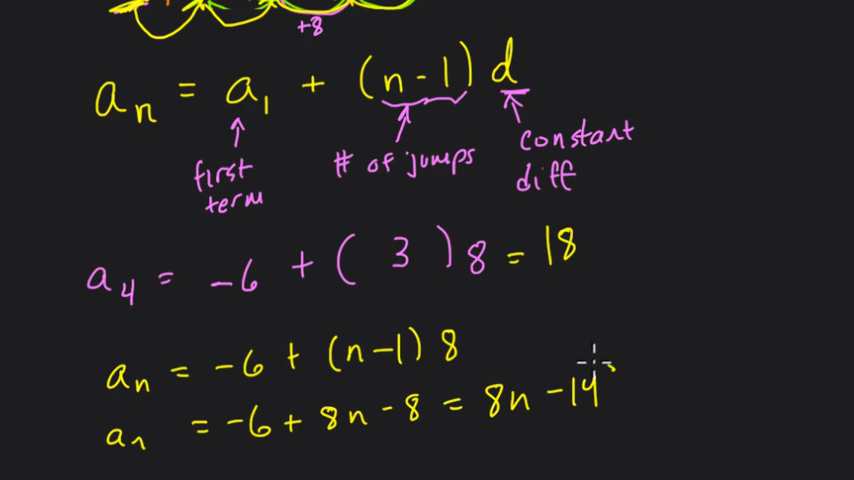 +8
aₙ = a₁ + (n - 1) d
first term
# of jumps
constant diff
a₄ = -6 + ( 3 ) 8 = 18
aₙ = -6 + (n - 1) 8
aₙ = -6 + 8n - 8 = 8n - 14